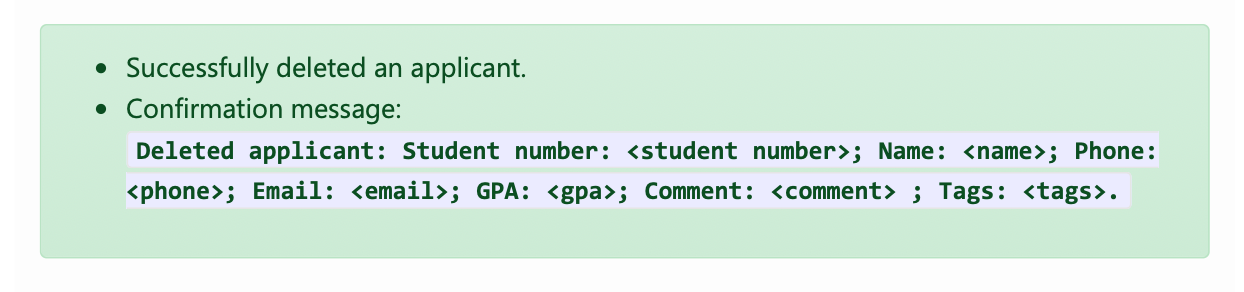 Successfully deleted an applicant.
Confirmation message:
Deleted applicant: Student number: <student number>; Name: <name>; Phone:
<phone>; Email: <email>; GPA: <gpa>; Comment: <comment> ; Tags: <tags>.